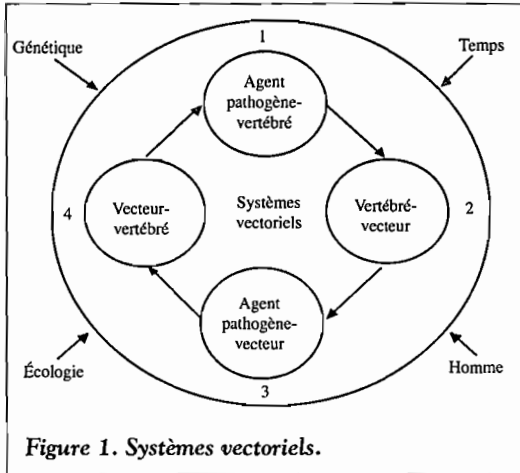 1
Génétique
Temps
Agent
pathogène-
vertébré
4
Vecteur-
vertébré
Systèmes
vectoriels
Vertébré-
vecteur
2
Agent
pathogène-
vecteur
Écologie
Homme
3
Figure 1. Systèmes vectoriels.